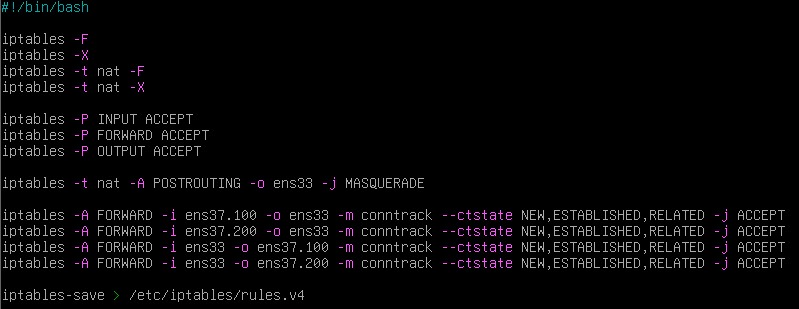 #!/bin/bash
iptables -F
iptables -X
iptables -t nat -F
iptables -t nat -X
iptables -P INPUT ACCEPT
iptables -P FORWARD ACCEPT
iptables -P OUTPUT ACCEPT
iptables -t nat -A POSTROUTING -o ens33 -j MASQUERADE
iptables -A FORWARD -i ens37.100 -o ens33 -m conntrack --ctstate NEW,ESTABLISHED,RELATED -j ACCEPT
iptables -A FORWARD -i ens37.200 -o ens33 -m conntrack --ctstate NEW,ESTABLISHED,RELATED -j ACCEPT
iptables -A FORWARD -i ens33 -o ens37.100 -m conntrack --ctstate NEW,ESTABLISHED,RELATED -j ACCEPT
iptables -A FORWARD -i ens33 -o ens37.200 -m conntrack --ctstate NEW,ESTABLISHED,RELATED -j ACCEPT
iptables-save > /etc/iptables/rules.v4